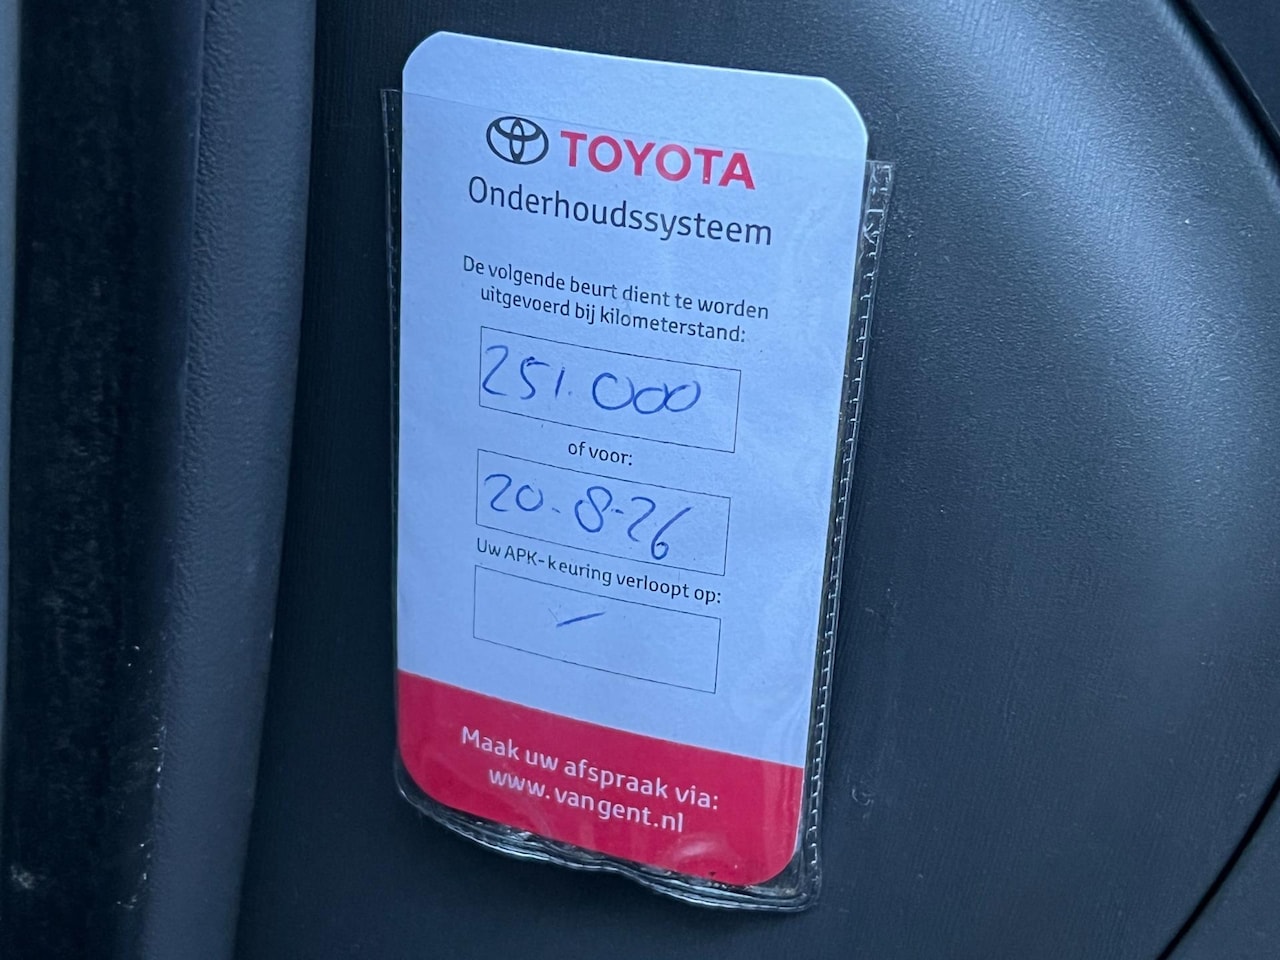 TOYOTA
Onderhoudssysteem
De volgende beurt dient te worden
uitgevoerd bij kilometerstand:
251.000
of voor:
20-8-26
Uw APK-keuring verloopt op:
-
Maak uw afspraak via:
www.vangent.nl